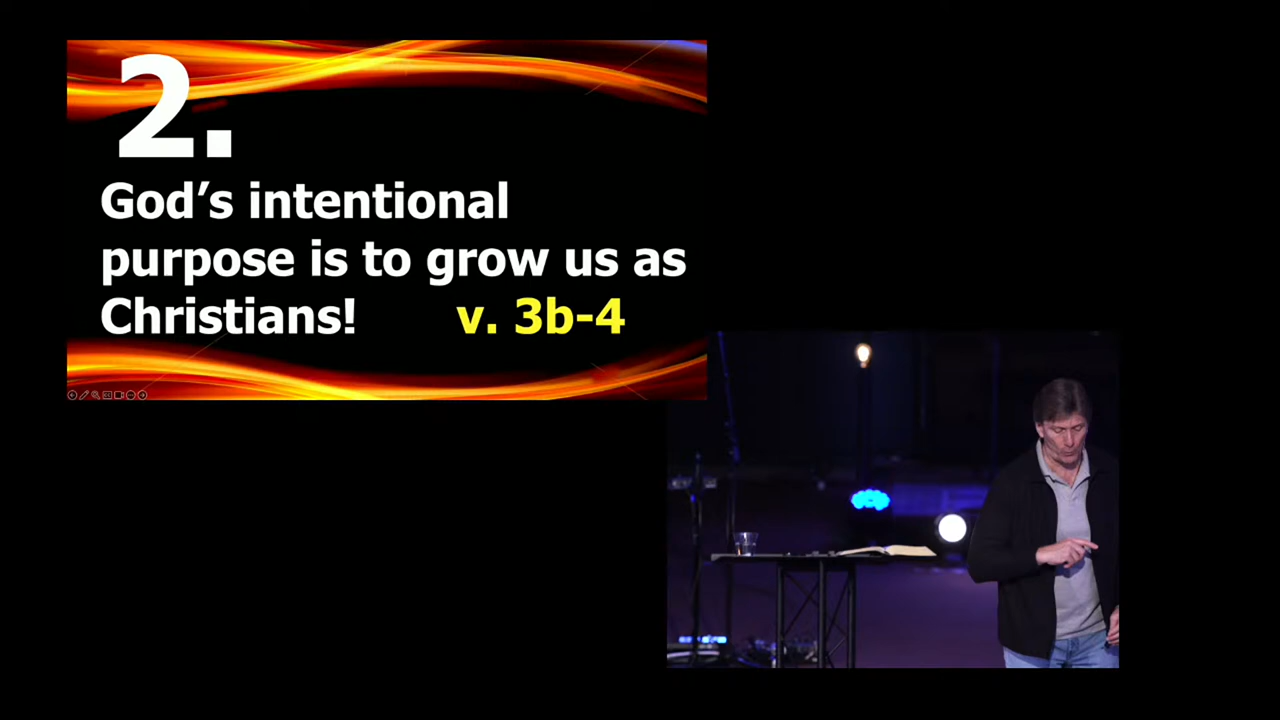 2.
God’s intentional
purpose is to grow us as
Christians! v. 3b-4